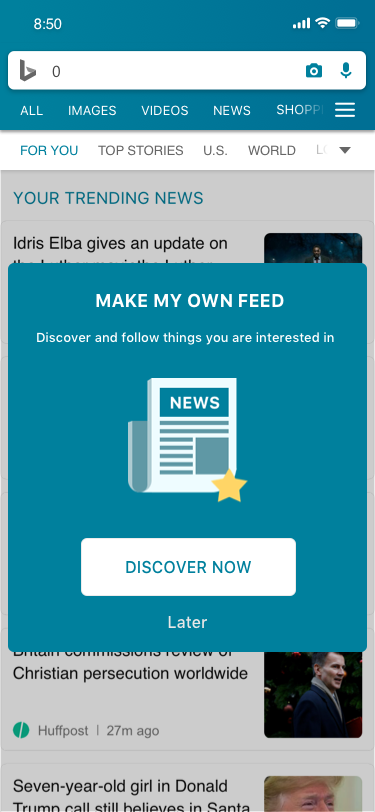 8:50
0
ALL IMAGES VIDEOS NEWS SHOPP
FOR YOU TOP STORIES U.S. WORLD
YOUR TRENDING NEWS
Idris Elba gives an update on
MAKE MY OWN FEED
Discover and follow things you are interested in
NEWS
DISCOVER NOW
Later
Britain commissions review of
Christian persecution worldwide
Huffpost | 27m ago
Seven-year-old girl in Donald
Trump call still believes in Santa